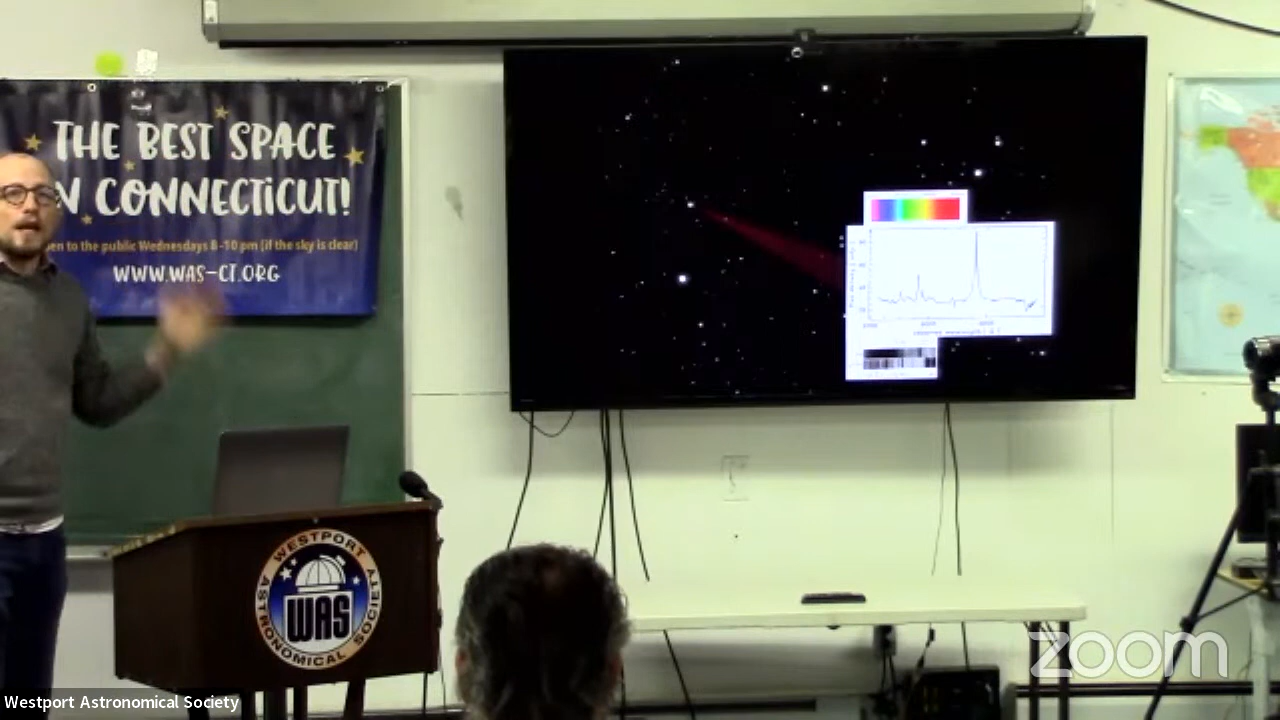 THE BEST SPACE
N CONNECTICUT!
en to the public Wednesdays 8-10 pm (if the sky is clear)
WWW.WAS-CT.ORG
WESTPORT
WAS
ASTRONOMICAL SOCIETY
zoom
Westport Astronomical Society